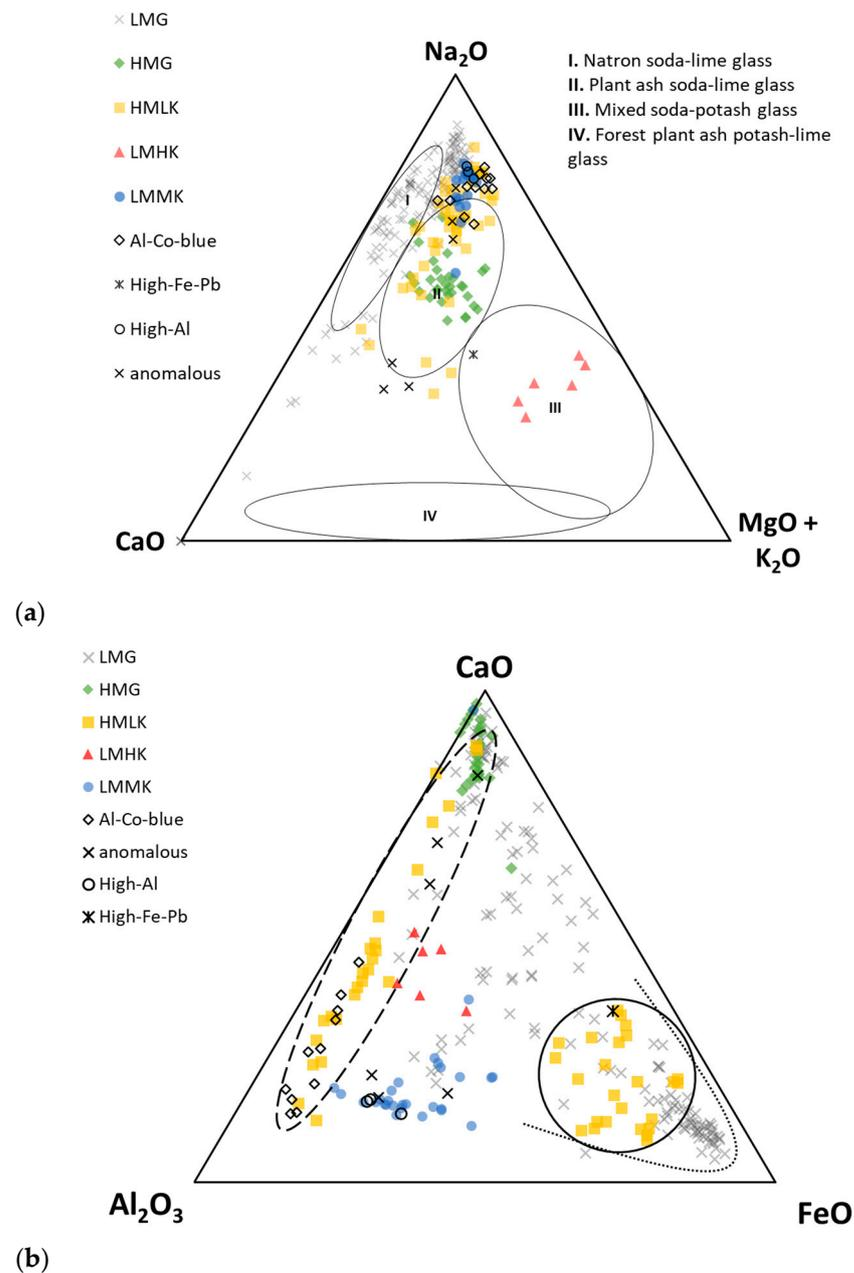 LMG
HMG
HMLK
LMHK
LMMK
Al-Co-blue
High-Fe-Pb
High-Al
anomalous
Na₂O
I. Natron soda-lime glass
II. Plant ash soda-lime glass
III. Mixed soda-potash glass
IV. Forest plant ash potash-lime
glass
I
II
III
IV
CaO
MgO +
K₂O
(a)
LMG
HMG
HMLK
LMHK
LMMK
Al-Co-blue
anomalous
High-Al
High-Fe-Pb
CaO
Al₂O₃
FeO
(b)